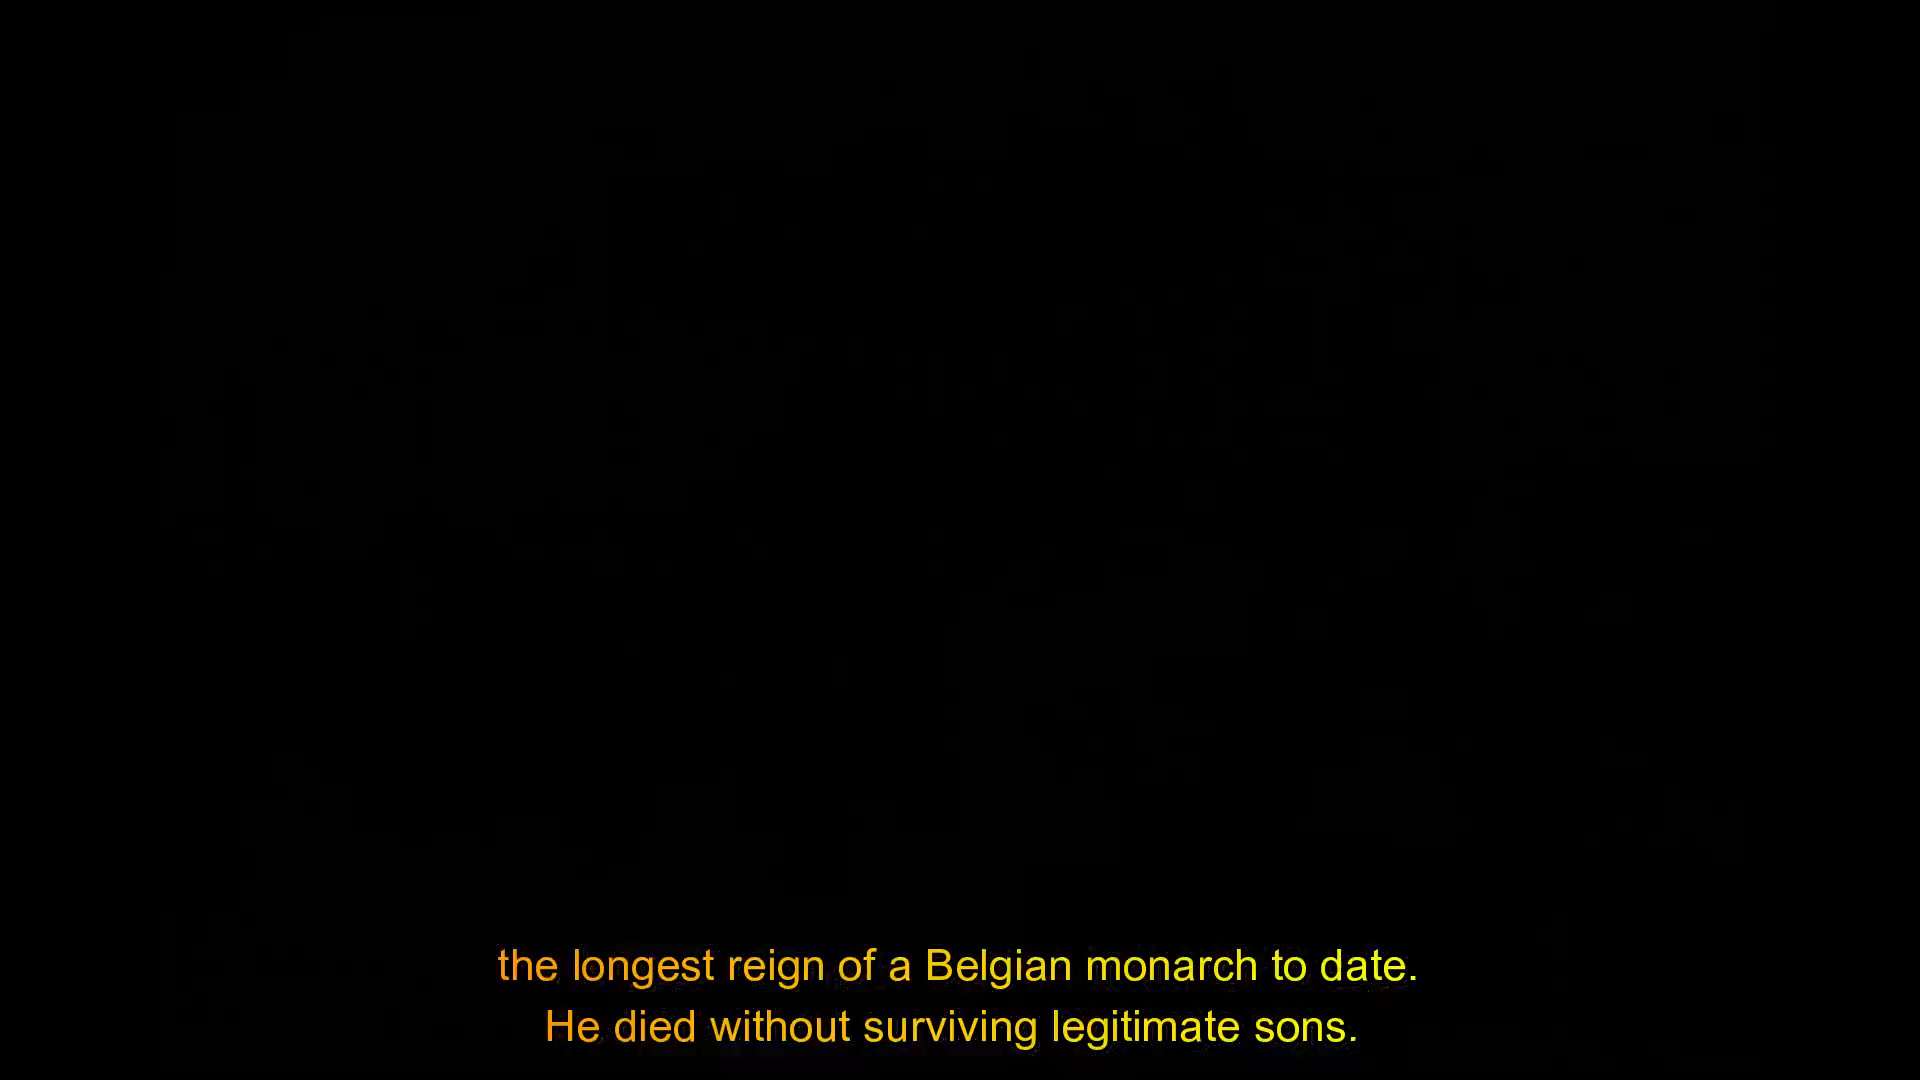 the longest reign of a Belgian monarch to date.
He died without surviving legitimate sons.